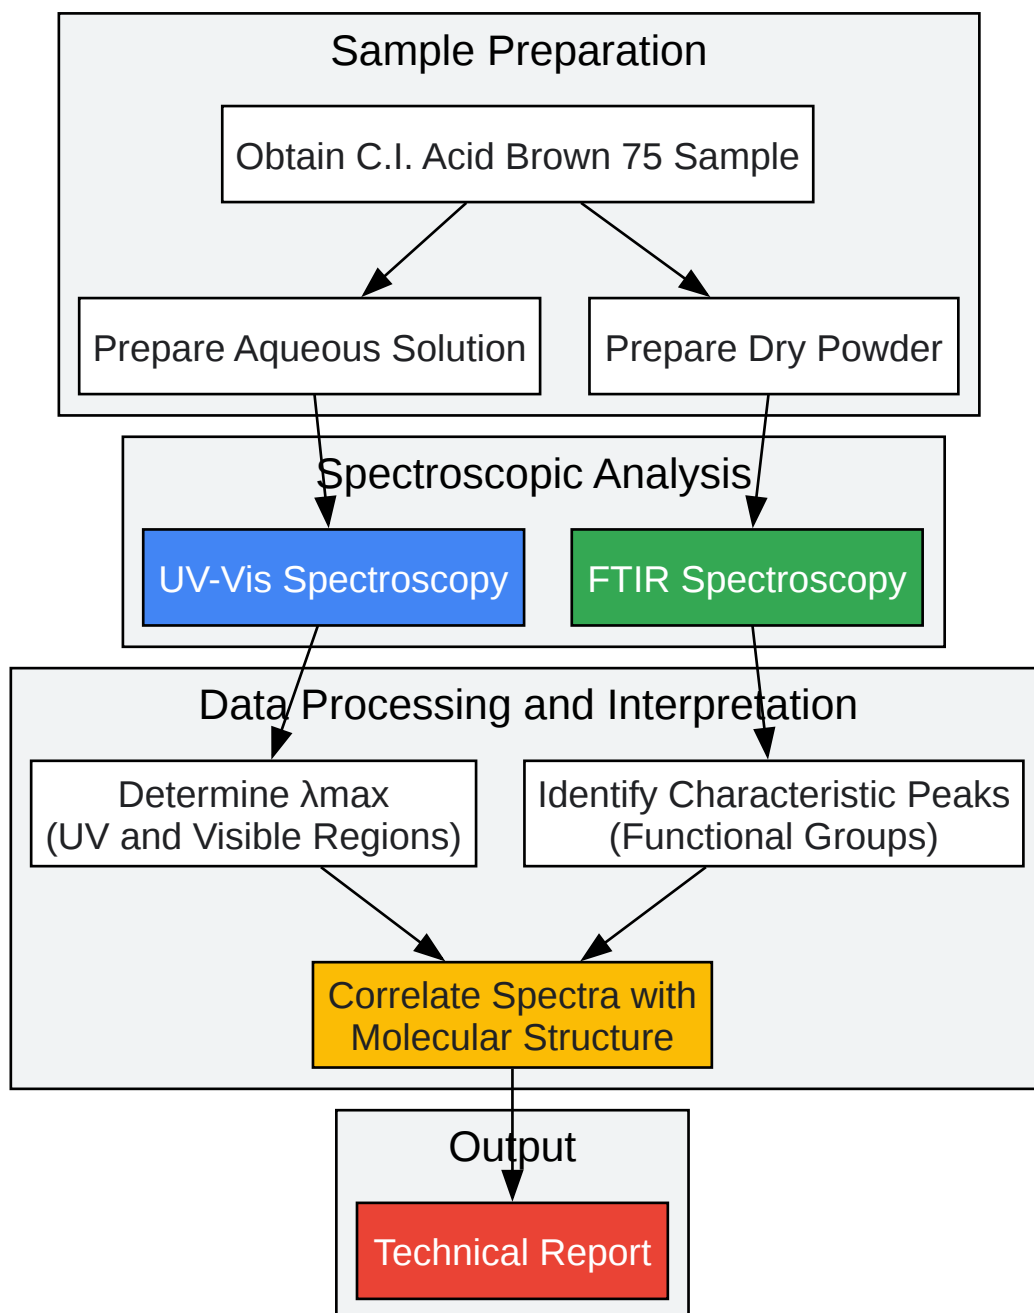 Sample Preparation
Obtain C.I. Acid Brown 75 Sample
Prepare Aqueous Solution
Prepare Dry Powder
Spectroscopic Analysis
UV-Vis Spectroscopy
FTIR Spectroscopy
Data Processing and Interpretation
Determine λmax
(UV and Visible Regions)
Identify Characteristic Peaks
(Functional Groups)
Correlate Spectra with
Molecular Structure
Output
Technical Report